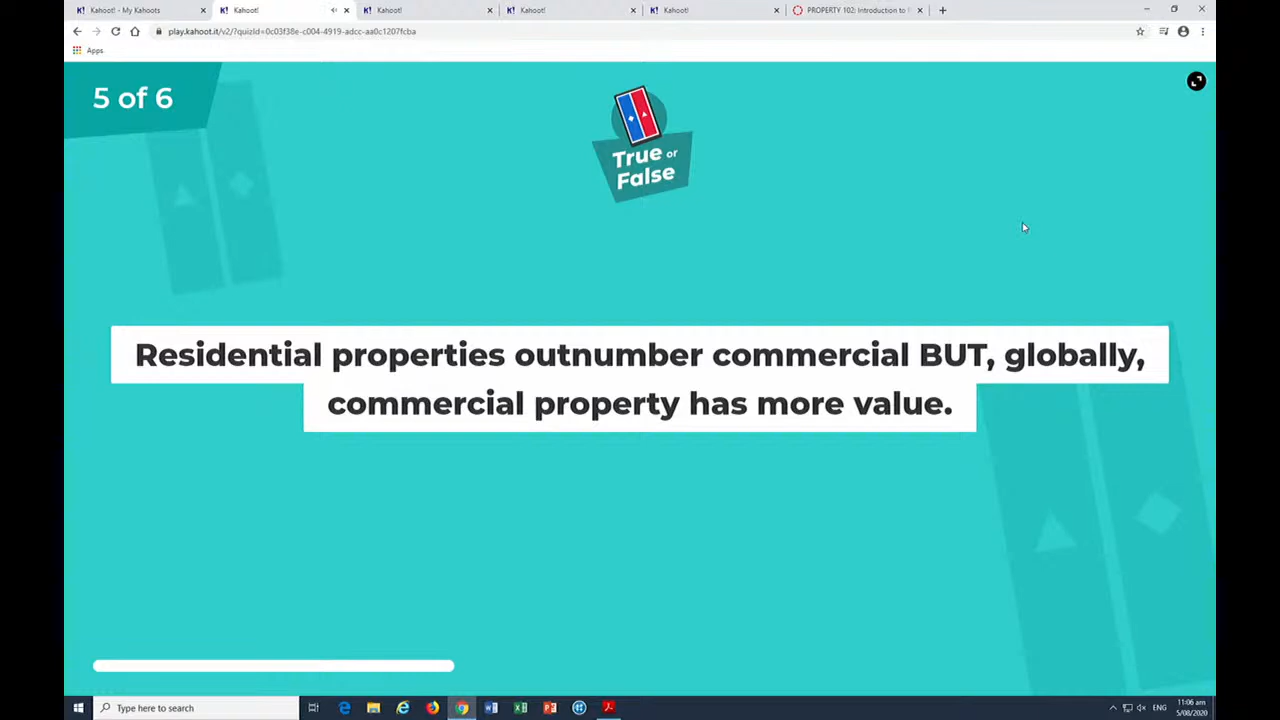 Kahoot! - My Kahoots
Kahoot!
Kahoot!
Kahoot!
Kahoot!
PROPERTY 102: Introduction to
play.kahoot.it/v2/?quizId=0c03f38e-c004-4919-adcc-aa0c1207fcba
Apps
5 of 6
True or
False
Residential properties outnumber commercial BUT, globally,
commercial property has more value.
Type here to search
ENG
11:06 am
5/08/2020